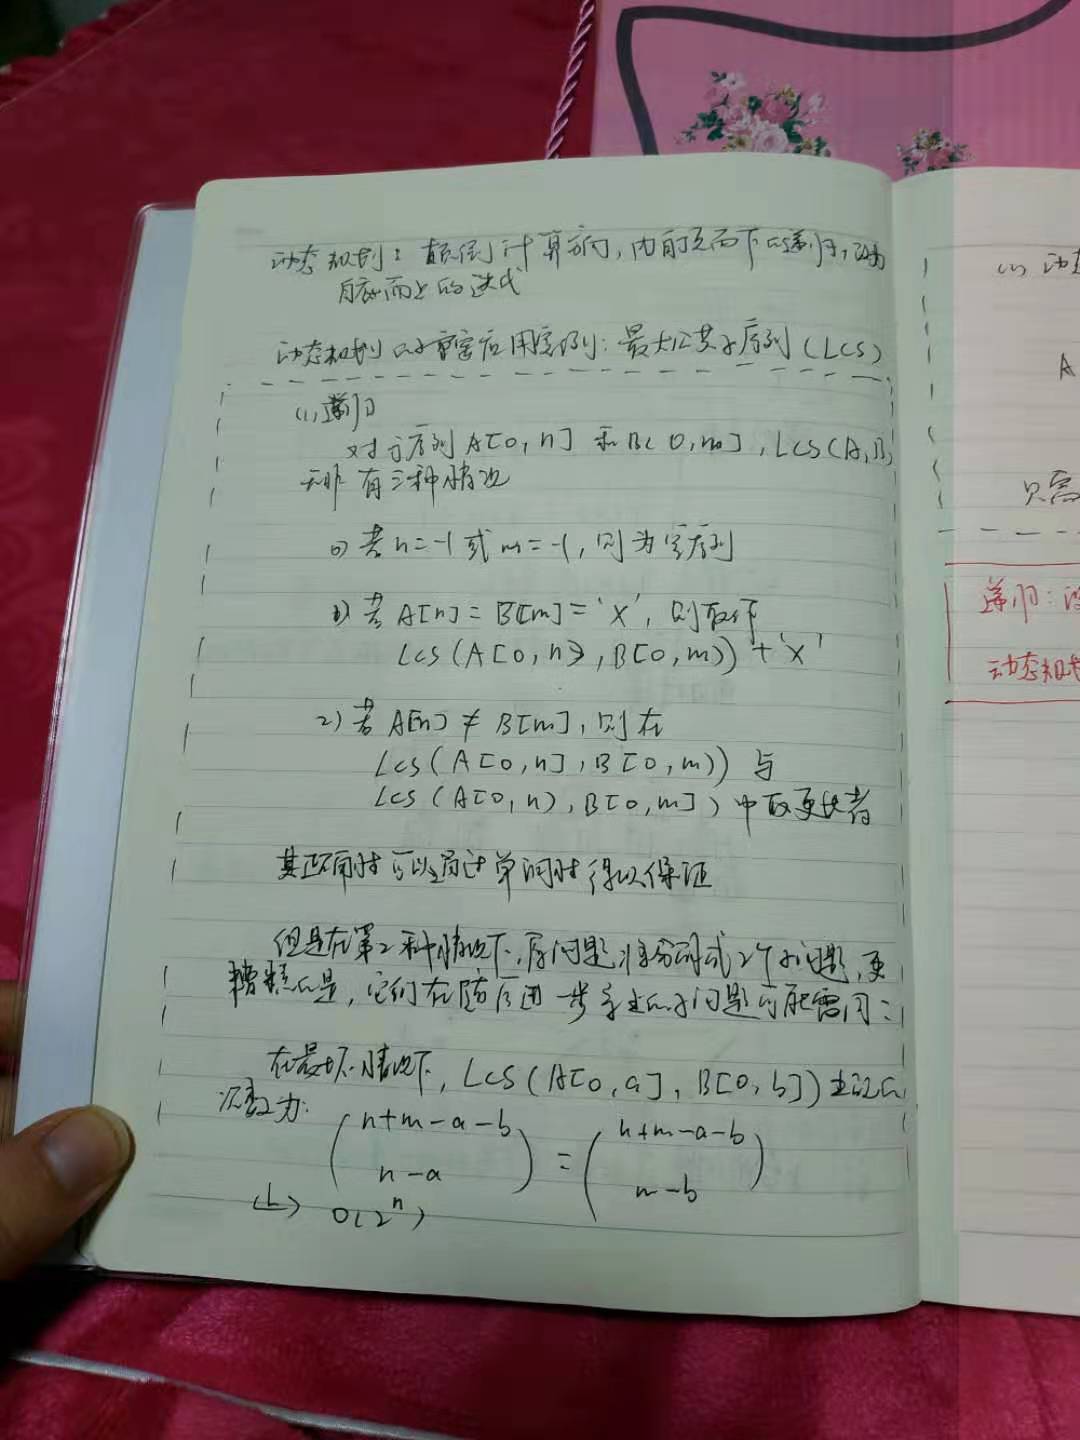 动态规划：颠倒计算方向，由自顶而下的递归，改为
自底而上的迭代
动态规划的重要应用实例：最大公共子序列（LCS）
(1) 递归
对于序列 A[0, n] 和 B[0, m]，LCS(A,B)
无非有三种情况
0) 若 n=-1 或 m=-1，则为空序列
1) 若 A[n] = B[m] = 'X'，则取作
LCS(A[0, n), B[0, m)) + 'X'
2) 若 A[n] ≠ B[m]，则在
LCS(A[0, n], B[0, m)) 与
LCS(A[0, n), B[0, m]) 中取更长者
其正确性可以通过单调性得以保证
但是在第2种情况下，原问题将分成2个子问题，更
糟糕的是，它们在随后进一步导出的子问题可能雷同：
在最坏情况下，LCS(A[0, a], B[0, b]) 出现的
次数为：
(n+m-a-b
n-a) = (n+m-a-b
m-b)
O(2^n)
(2) 动态
A
只需
递归：
动态规划